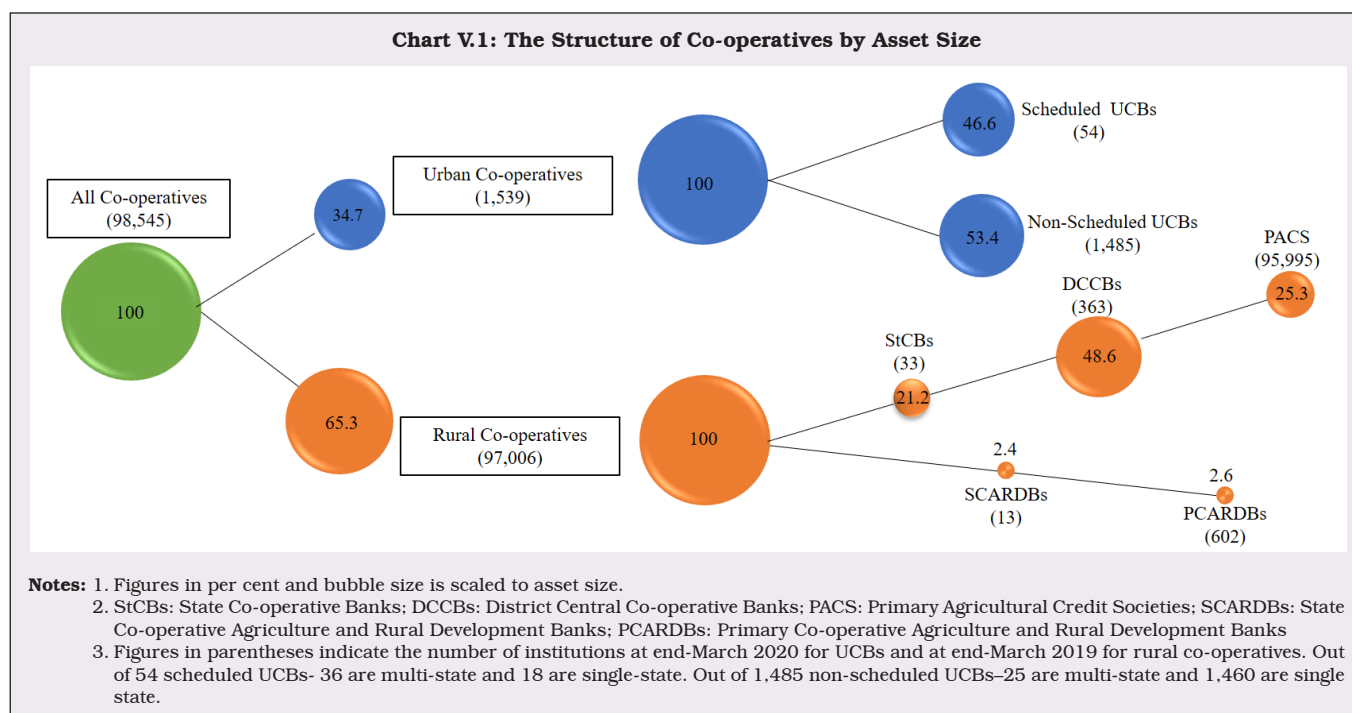 Chart V.1: The Structure of Co-operatives by Asset Size
All Co-operatives
(98,545)
100
34.7
Urban Co-operatives
(1,539)
65.3
Rural Co-operatives
(97,006)
100
46.6
Scheduled UCBs
(54)
53.4
Non-Scheduled UCBs
(1,485)
100
StCBs
(33)
21.2
DCCBs
(363)
48.6
PACS
(95,995)
25.3
2.4
SCARDBs
(13)
2.6
PCARDBs
(602)
Notes: 1. Figures in per cent and bubble size is scaled to asset size.
2. StCBs: State Co-operative Banks; DCCBs: District Central Co-operative Banks; PACS: Primary Agricultural Credit Societies; SCARDBs: State
Co-operative Agriculture and Rural Development Banks; PCARDBs: Primary Co-operative Agriculture and Rural Development Banks
3. Figures in parentheses indicate the number of institutions at end-March 2020 for UCBs and at end-March 2019 for rural co-operatives. Out
of 54 scheduled UCBs- 36 are multi-state and 18 are single-state. Out of 1,485 non-scheduled UCBs–25 are multi-state and 1,460 are single
state.